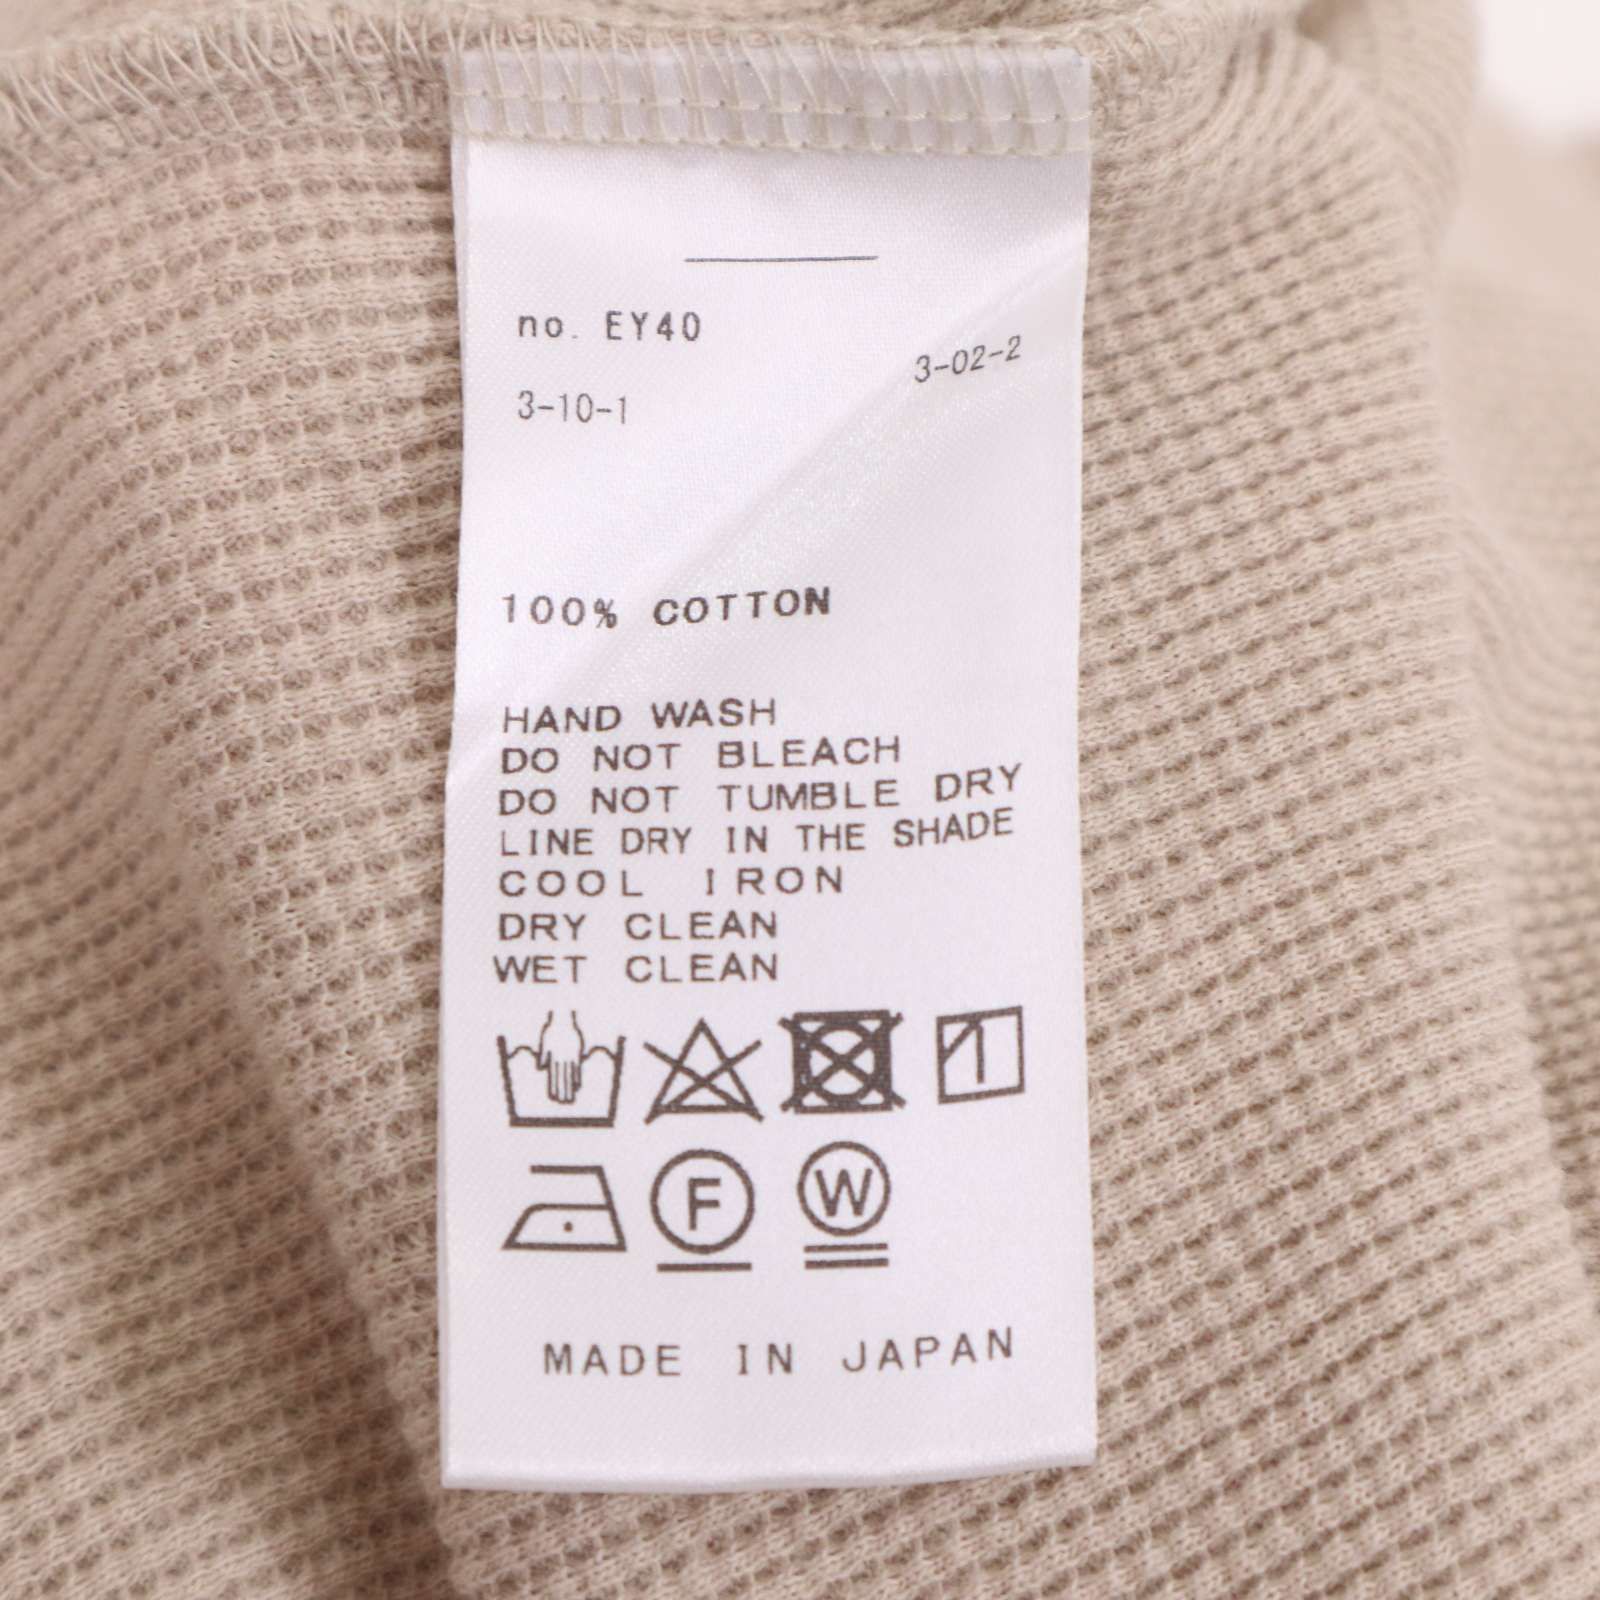 no. EY40
3-02-2
3-10-1
100% COTTON
HAND WASH
DO NOT BLEACH
DO NOT TUMBLE DRY
LINE DRY IN THE SHADE
COOL IRON
DRY CLEAN
WET CLEAN
F W
MADE IN JAPAN